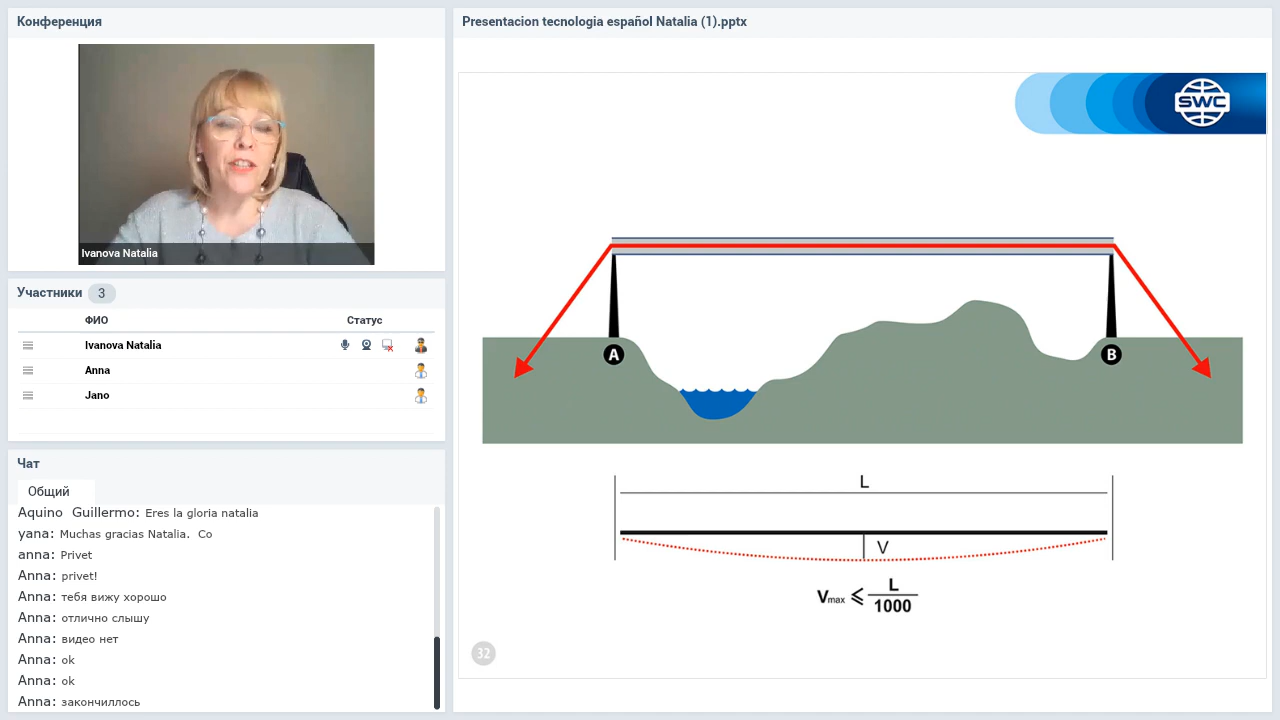 Конференция
Ivanova Natalia
Участники 3
ФИО Статус
Ivanova Natalia
Anna
Jano
Чат
Общий
Aquino Guillermo: Eres la gloria natalia
yana: Muchas gracias Natalia. Co
anna: Privet
Anna: privet!
Anna: тебя вижу хорошо
Anna: отлично слышу
Anna: видео нет
Anna: ok
Anna: ok
Anna: закончиллось
Presentacion tecnologia español Natalia (1).pptx
SWC
A B
L
V
Vmax ⩽ L
1000
32